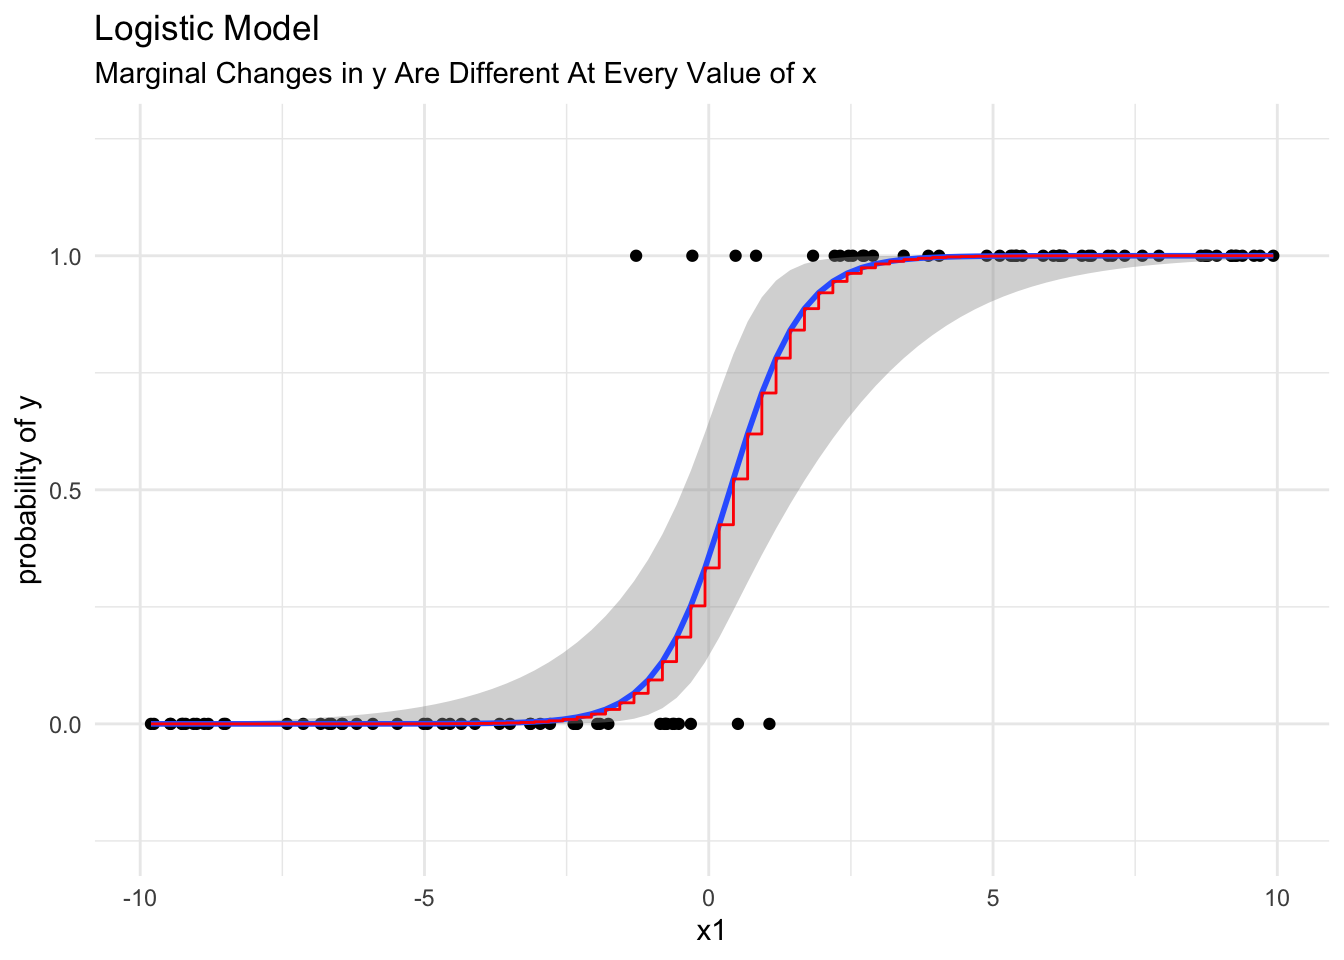 Logistic Model
Marginal Changes in y Are Different At Every Value of x
probability of y
1.0
0.5
0.0
-10 -5 0 5 10
x1